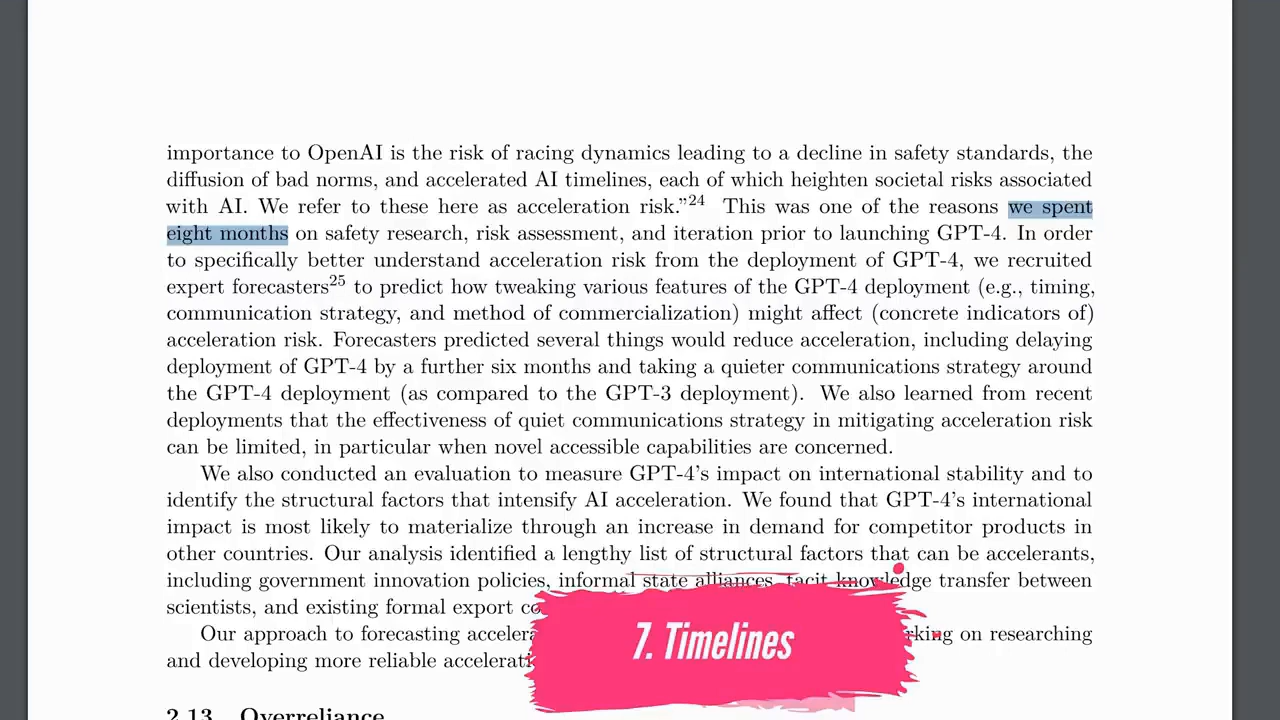 importance to OpenAI is the risk of racing dynamics leading to a decline in safety standards, the
diffusion of bad norms, and accelerated AI timelines, each of which heighten societal risks associated
with AI. We refer to these here as acceleration risk.”24 This was one of the reasons we spent
eight months on safety research, risk assessment, and iteration prior to launching GPT-4. In order
to specifically better understand acceleration risk from the deployment of GPT-4, we recruited
expert forecasters25 to predict how tweaking various features of the GPT-4 deployment (e.g., timing,
communication strategy, and method of commercialization) might affect (concrete indicators of)
acceleration risk. Forecasters predicted several things would reduce acceleration, including delaying
deployment of GPT-4 by a further six months and taking a quieter communications strategy around
the GPT-4 deployment (as compared to the GPT-3 deployment). We also learned from recent
deployments that the effectiveness of quiet communications strategy in mitigating acceleration risk
can be limited, in particular when novel accessible capabilities are concerned.
We also conducted an evaluation to measure GPT-4’s impact on international stability and to
identify the structural factors that intensify AI acceleration. We found that GPT-4’s international
impact is most likely to materialize through an increase in demand for competitor products in
other countries. Our analysis identified a lengthy list of structural factors that can be accelerants,
including government innovation policies, informal state alliances, tacit knowledge transfer between
scientists, and existing formal export
Our approach to forecasting on researching
and developing more reliable
7. Timelines
2.13 Overreliance